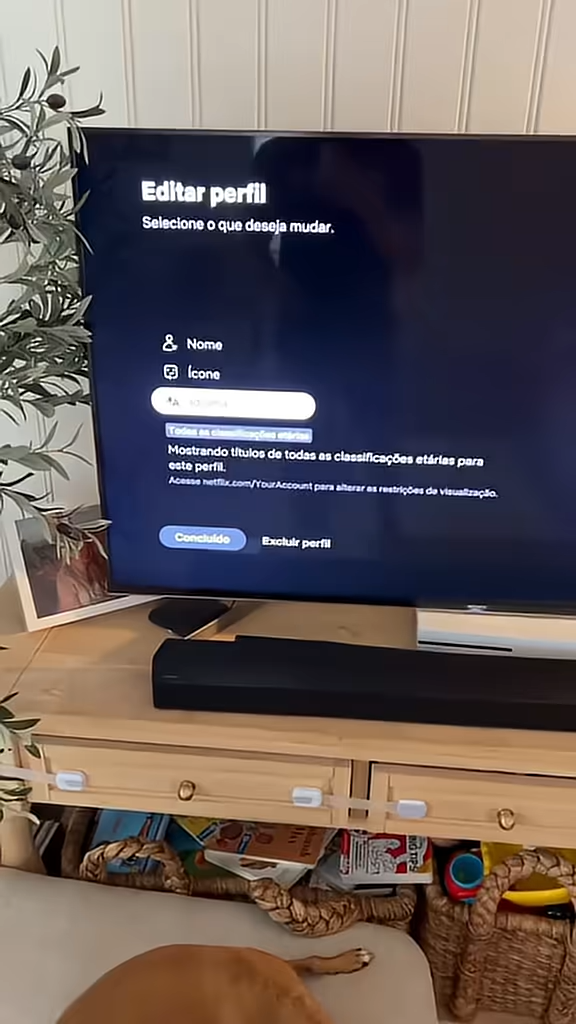 Editar perfil
Selecione o que deseja mudar.
Nome
Ícone
Idioma
Todas as classificações etárias
Mostrando títulos de todas as classificações etárias para
este perfil.
Acesse netflix.com/YourAccount para alterar as restrições de visualização.
Concluído
Excluir perfil